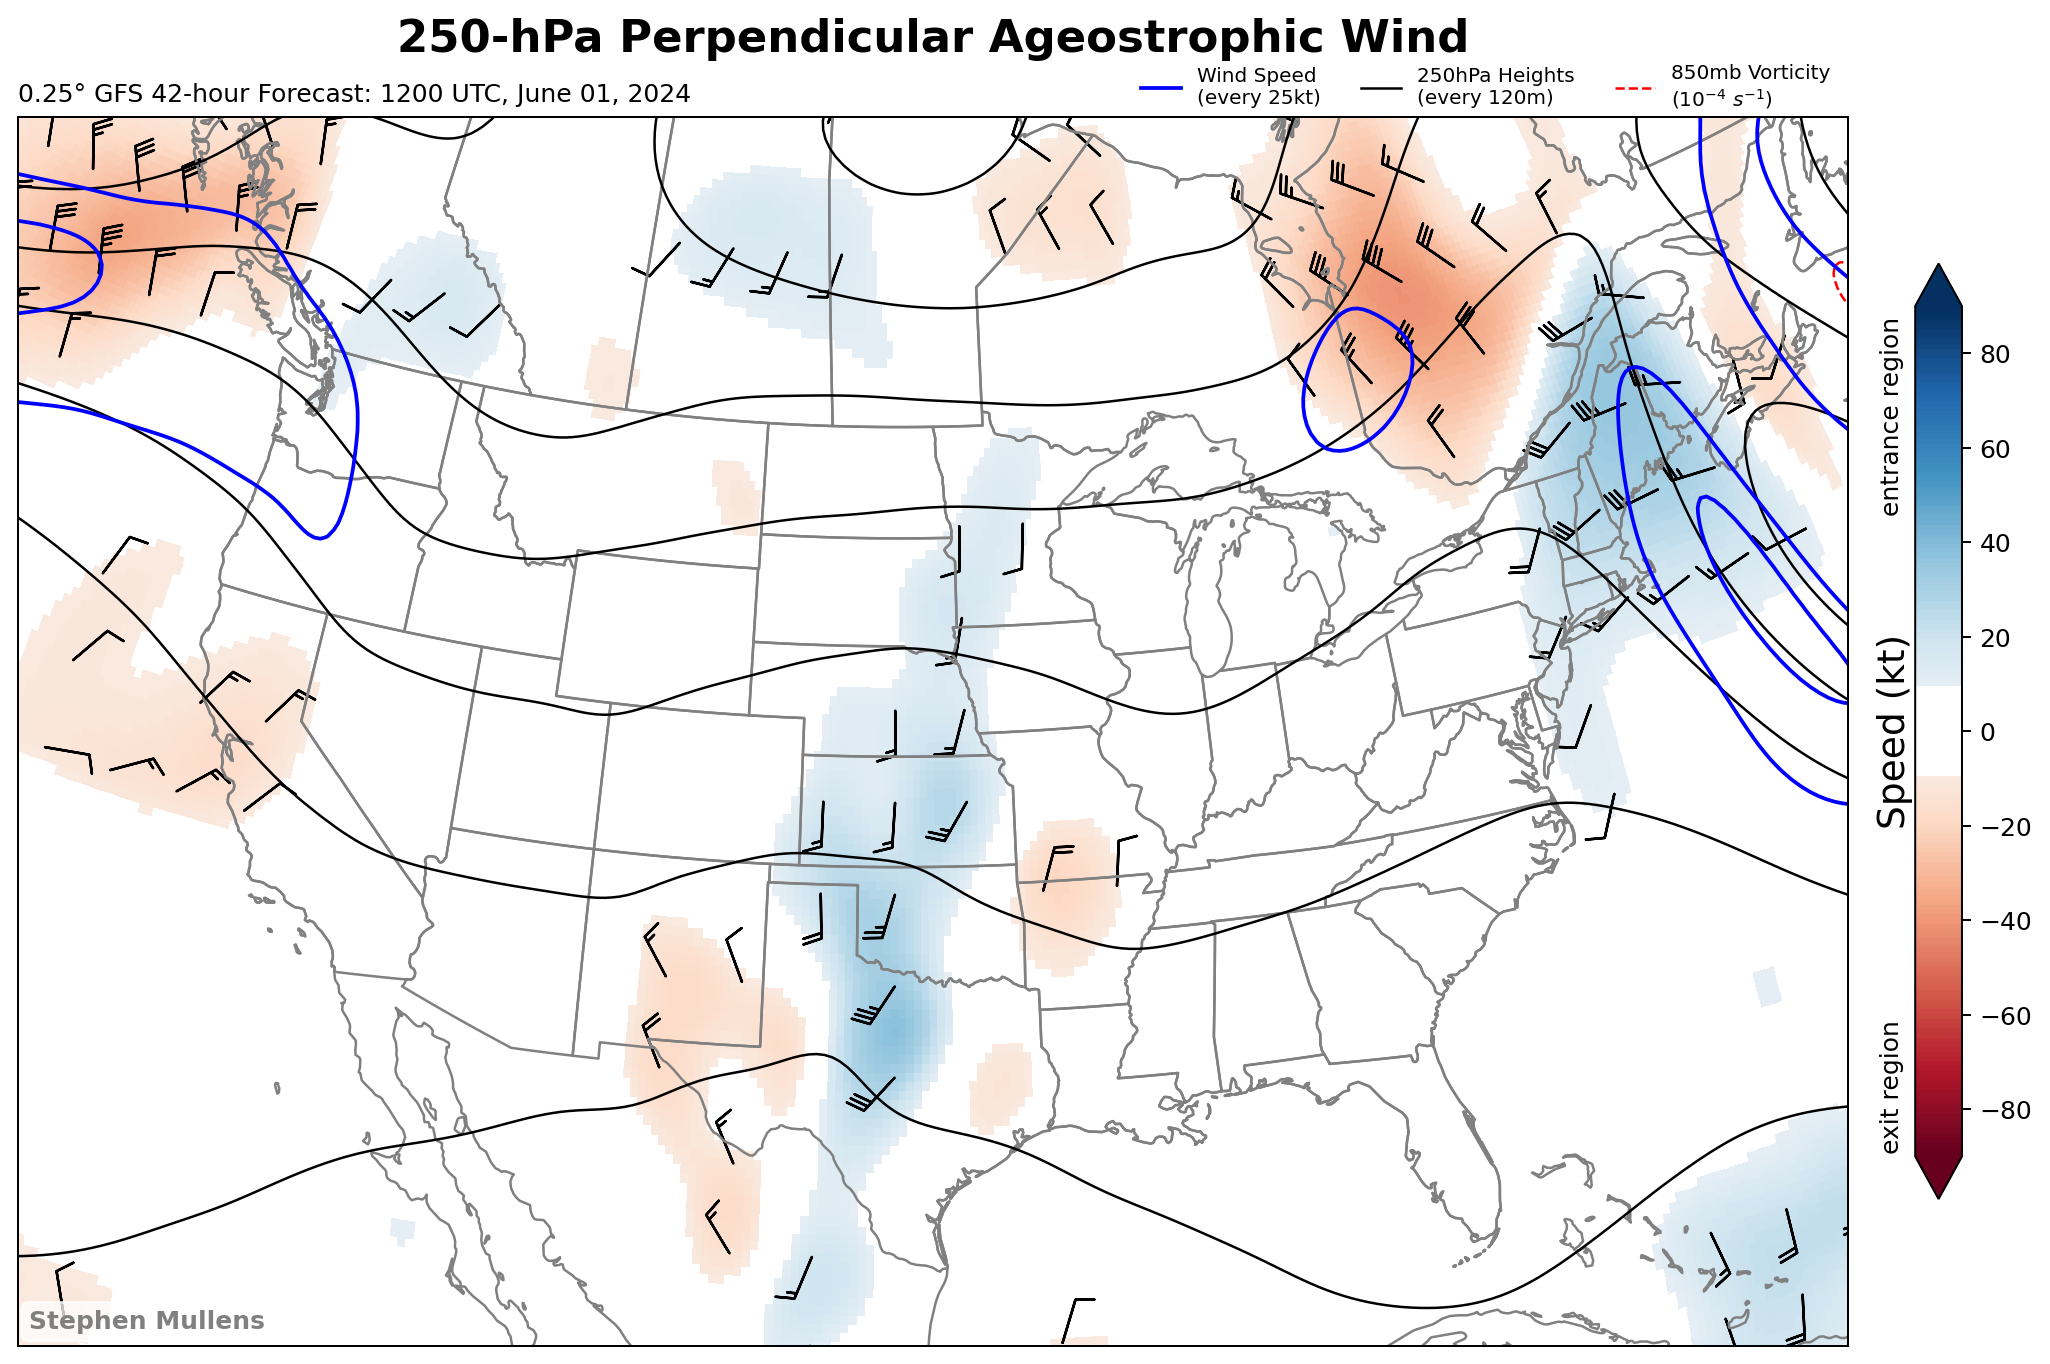 250-hPa Perpendicular Ageostrophic Wind
0.25° GFS 42-hour Forecast: 1200 UTC, June 01, 2024
Wind Speed
(every 25kt)
250hPa Heights
(every 120m)
850mb Vorticity
(10⁻⁴ s⁻¹)
entrance region
Speed (kt)
exit region
80
60
40
20
0
−20
−40
−60
−80
Stephen Mullens